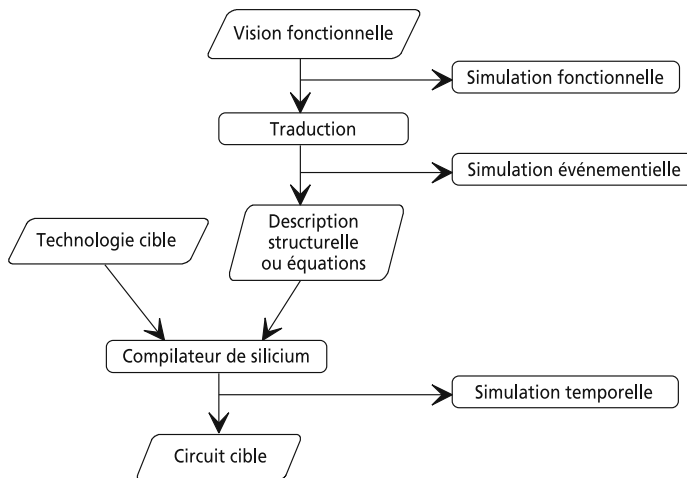 Vision fonctionnelle
Simulation fonctionnelle
Traduction
Simulation événementielle
Technologie cible
Description
structurelle
ou équations
Compilateur de silicium
Simulation temporelle
Circuit cible